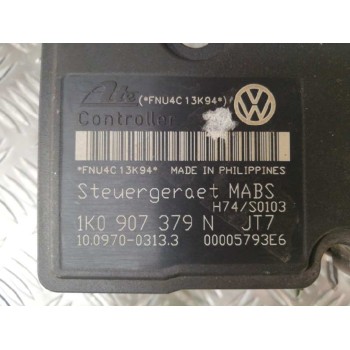 Ate (*FNU4C13K94*)
Controller
*FNU4C13K94* MADE IN PHILIPPINES
Steuergeraet MABS
H74/S0103
1K0 907 379 N JT7
10.0970-0313.3 00005793E6